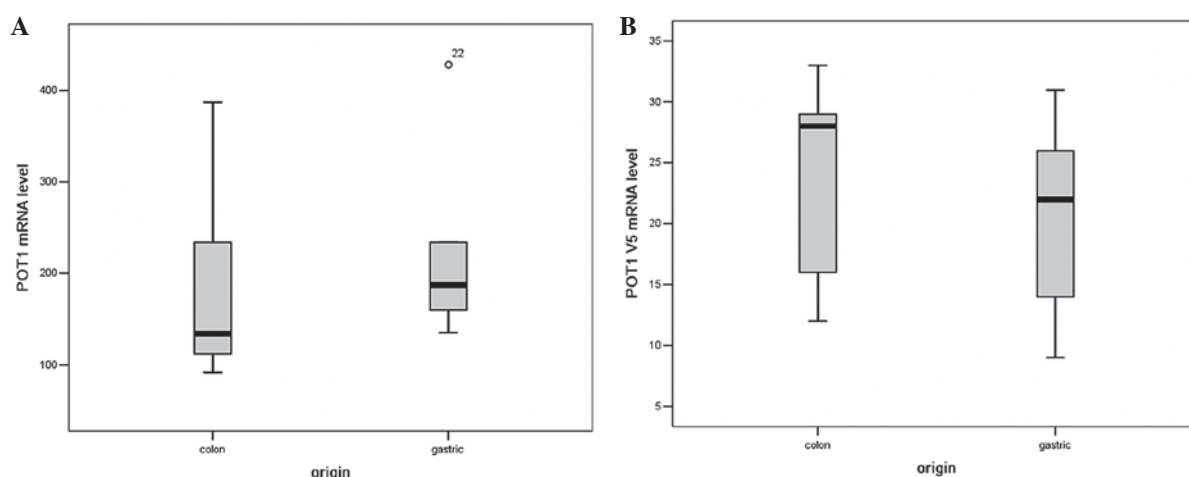 A
POT1 mRNA level
400
300
200
100
22
colon
gastric
origin
B
POT1 V5 mRNA level
35
30
25
20
15
10
5
colon
gastric
origin